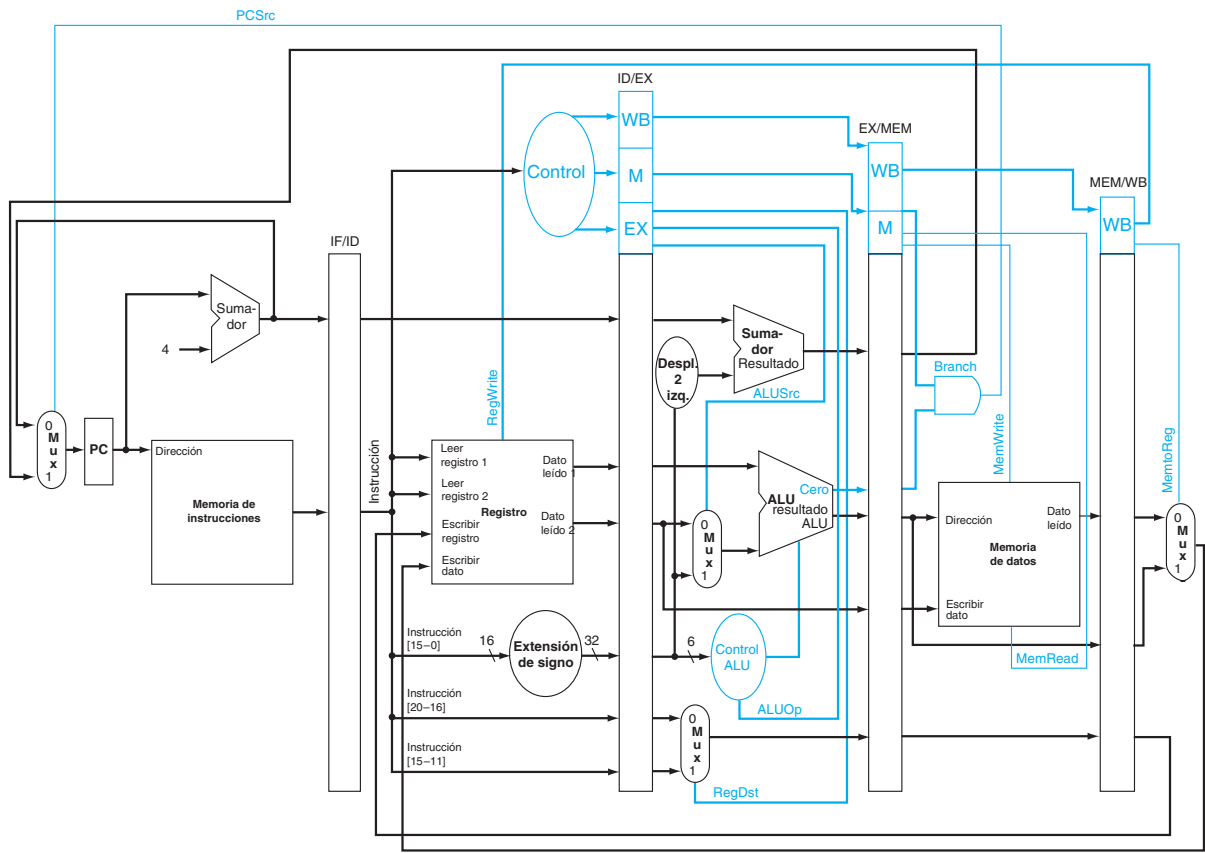 PCSrc
ID/EX
WB
EX/MEM
Control
M
WB
MEM/WB
EX
M
WB
IF/ID
Suma-
dor
4
Suma-
dor
Resultado
Despl.
2
izq.
Branch
ALUSrc
RegWrite
MemWrite
MemtoReg
0
M
u
x
1
PC
Dirección
Memoria de
instrucciones
Instrucción
Leer
registro 1
Leer
registro 2
Escribir
registro
Escribir
dato
Registro
Dato
leído 1
Dato
leído 2
0
M
u
x
1
Cero
ALU
resultado
ALU
Dirección
Dato
leído
Memoria
de datos
Escribir
dato
0
M
u
x
1
Instrucción
[15–0]
16
Extensión
de signo
32
6
Control
ALU
MemRead
Instrucción
[20–16]
ALUOp
Instrucción
[15–11]
0
M
u
x
1
RegDst